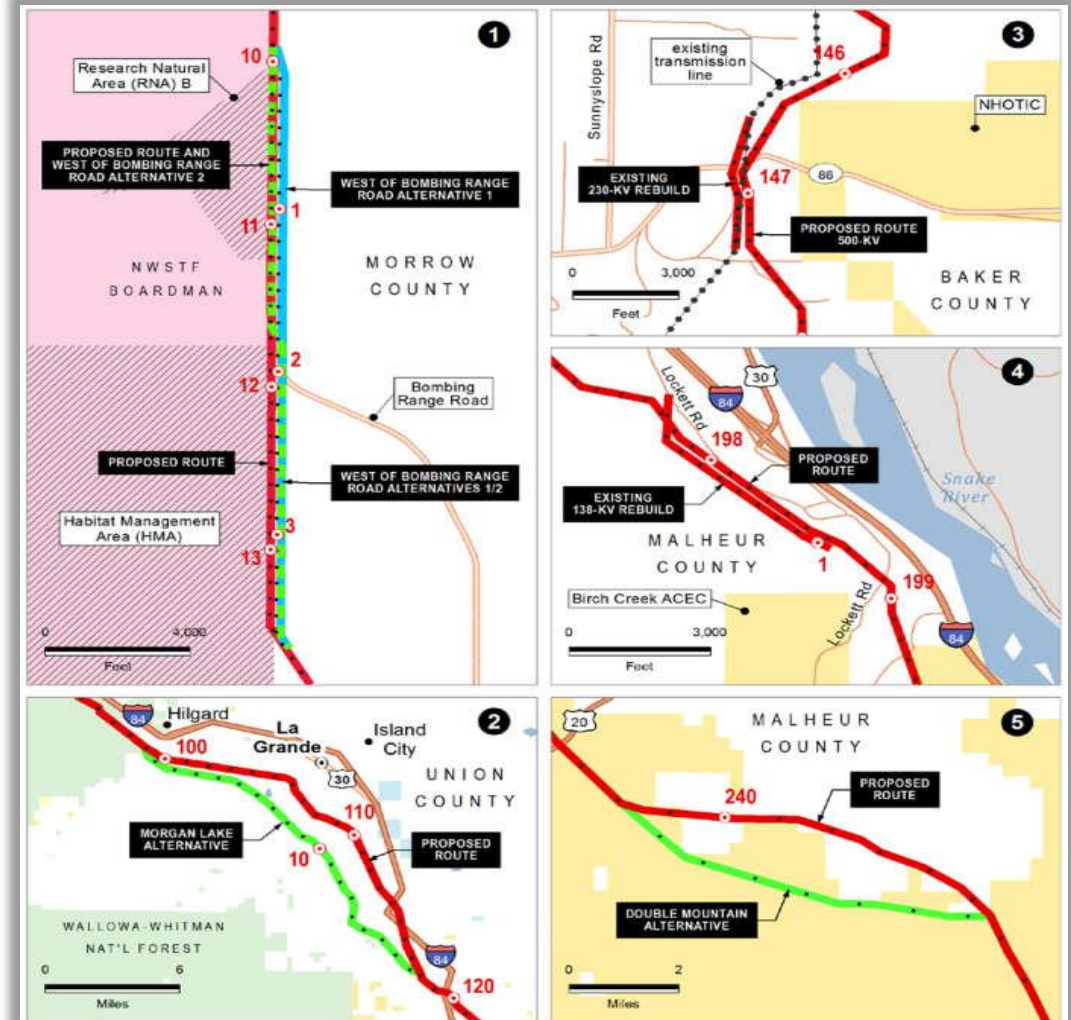 1
10
Research Natural
Area (RNA) B
PROPOSED ROUTE AND
WEST OF BOMBING RANGE
ROAD ALTERNATIVE 2
WEST OF BOMBING RANGE
ROAD ALTERNATIVE 1
1
11
NWSTF
BOARDMAN
MORROW
COUNTY
2
12
Bombing
Range Road
PROPOSED ROUTE
WEST OF BOMBING RANGE
ROAD ALTERNATIVES 1/2
Habitat Management
Area (HMA)
3
13
0 4,000
Feet
2
84
Hilgard
La
Grande
Island
City
100
30
UNION
COUNTY
110
MORGAN LAKE
ALTERNATIVE
10
PROPOSED
ROUTE
WALLOWA-WHITMAN
NAT'L FOREST
84
0 6
Miles
120
3
Sunnyslope Rd
existing
transmission
line
146
NHOTIC
EXISTING
230-KV REBUILD
147
86
PROPOSED ROUTE
500-KV
0 3,000
Feet
BAKER
COUNTY
4
Lockett Rd
84
30
198
PROPOSED
ROUTE
Snake
River
EXISTING
138-KV REBUILD
MALHEUR
COUNTY
1
199
Birch Creek ACEC
Lockett Rd
84
0 3,000
Feet
5
20
MALHEUR
COUNTY
240
PROPOSED
ROUTE
DOUBLE MOUNTAIN
ALTERNATIVE
0 2
Miles